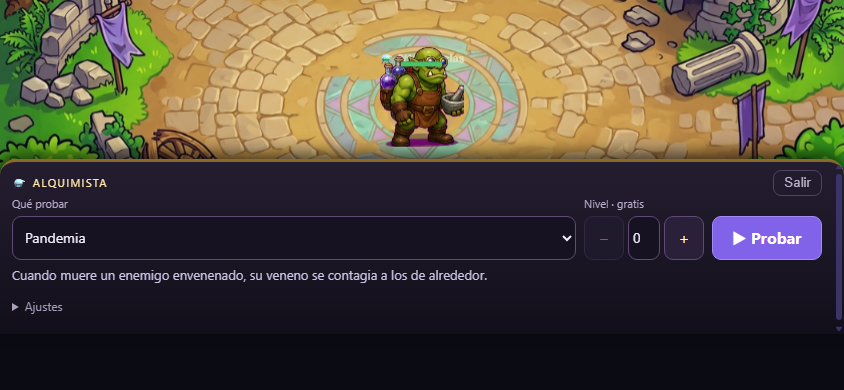 ALQUIMISTA
Salir
Qué probar
Nivel · gratis
Pandemia
–
0
+
▶ Probar
Cuando muere un enemigo envenenado, su veneno se contagia a los de alrededor.
▶ Ajustes